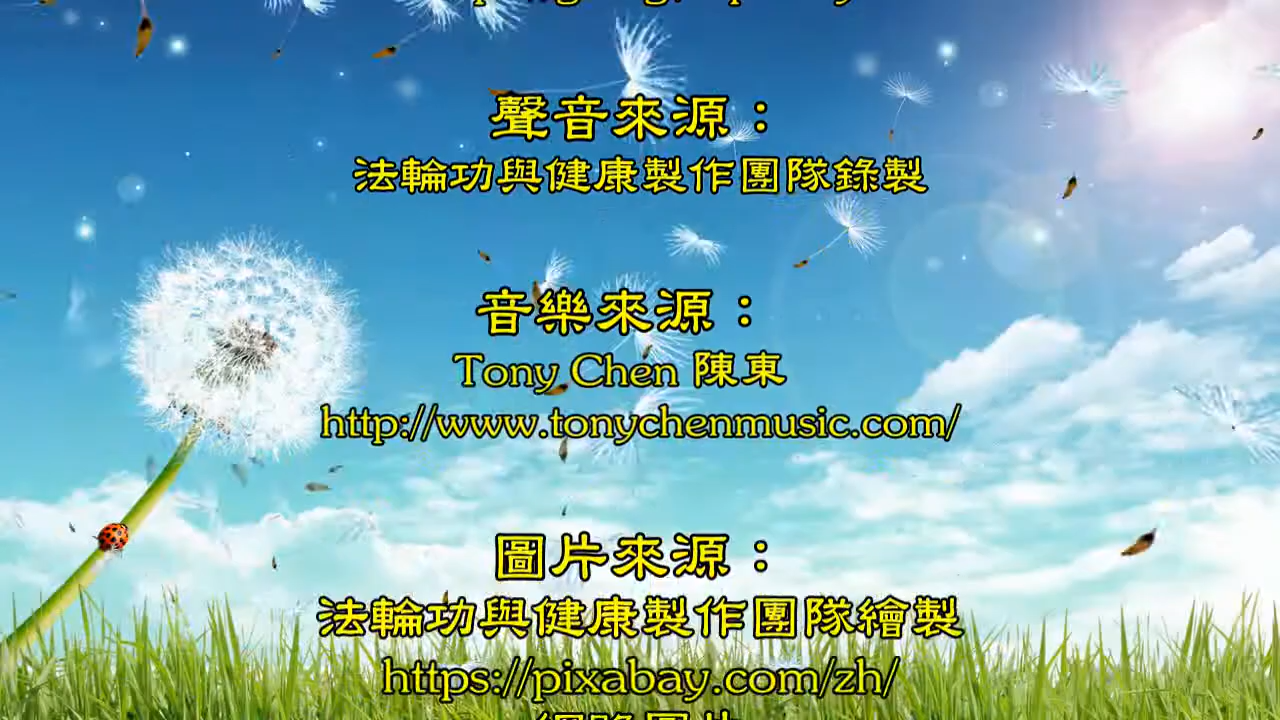 聲音來源：
法輪功與健康製作團隊錄製
音樂來源：
Tony Chen 陳東
http://www.tonychenmusic.com/
圖片來源：
法輪功與健康製作團隊繪製
https://pixabay.com/zh/